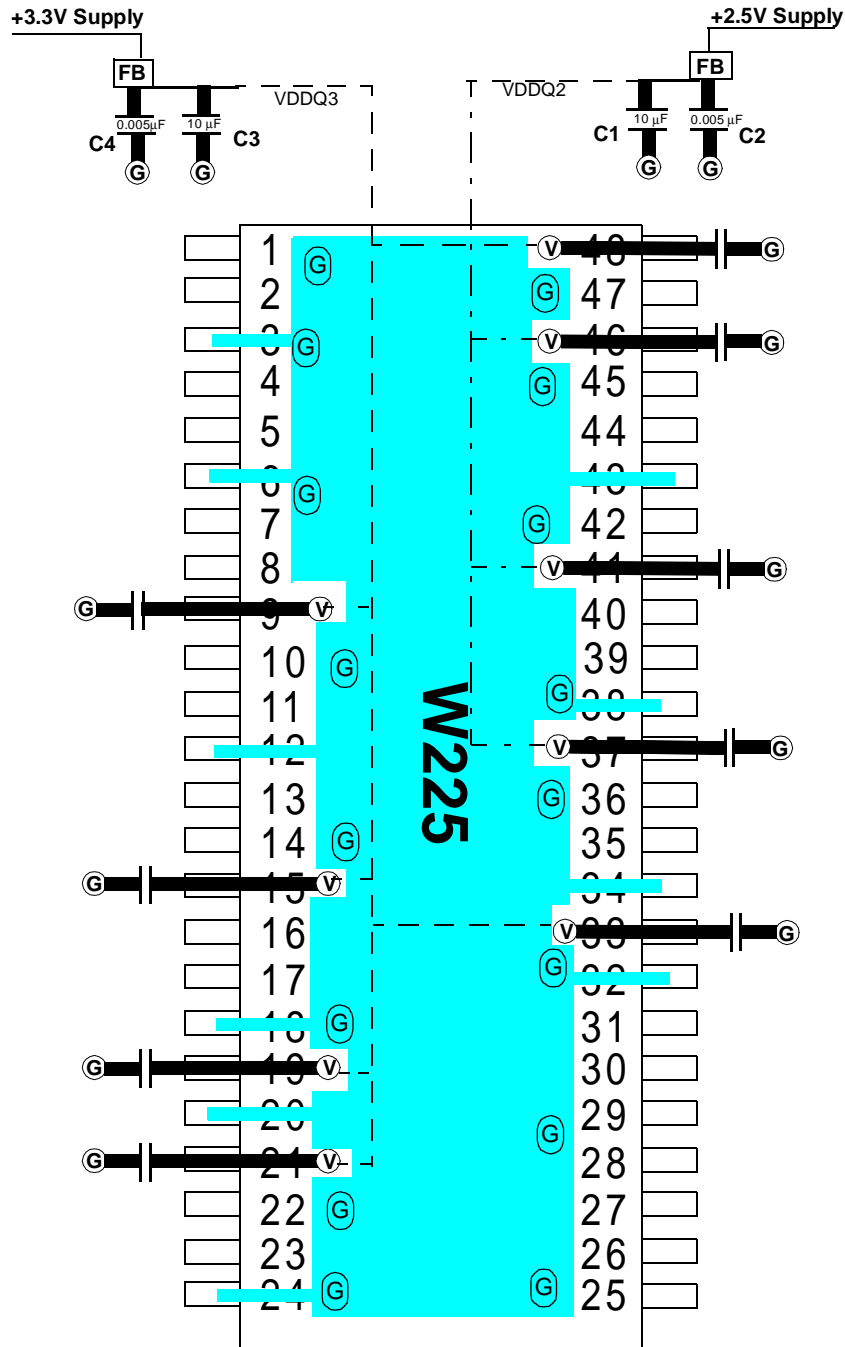 +3.3V Supply
+2.5V Supply
FB
FB
VDDQ3
VDDQ2
0.005µF
10 µF
10 µF
0.005 µF
C4
C3
C1
C2
G
G
G
G
1
G
V
48
G
2
G
47
3
G
V
46
G
4
G
45
5
44
6
G
43
7
G
42
8
V
41
G
G
9
V
40
10
G
39
11
G
38
12
V
37
G
13
G
36
14
G
35
G
15
V
34
16
V
33
G
17
G
32
18
G
31
G
19
V
30
20
29
G
G
21
V
28
22
G
27
23
26
24
G
G
25
W225